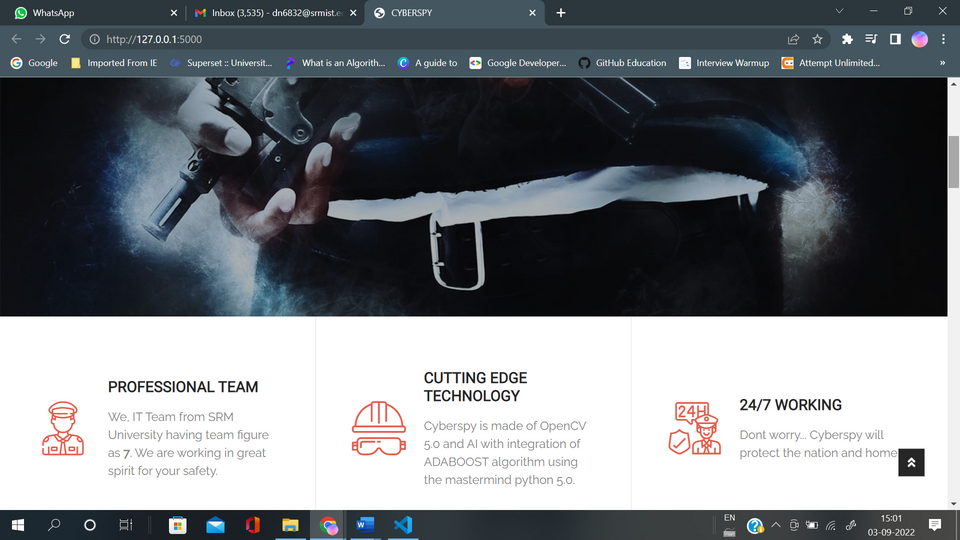 WhatsApp
Inbox (3,535) - dn6832@srmist.e
CYBERSPY
http://127.0.0.1:5000
Google
Imported From IE
Superset :: Universit...
What is an Algorith...
A guide to
Google Developer...
GitHub Education
Interview Warmup
Attempt Unlimited...
»
PROFESSIONAL TEAM
We, IT Team from SRM
University having team figure
as 7. We are working in great
spirit for your safety.
CUTTING EDGE
TECHNOLOGY
Cyberspy is made of OpenCV
5.0 and AI with integration of
ADABOOST algorithm using
the mastermind python 5.0.
24H
24/7 WORKING
Dont worry... Cyberspy will
protect the nation and home
EN
15:01
03-09-2022